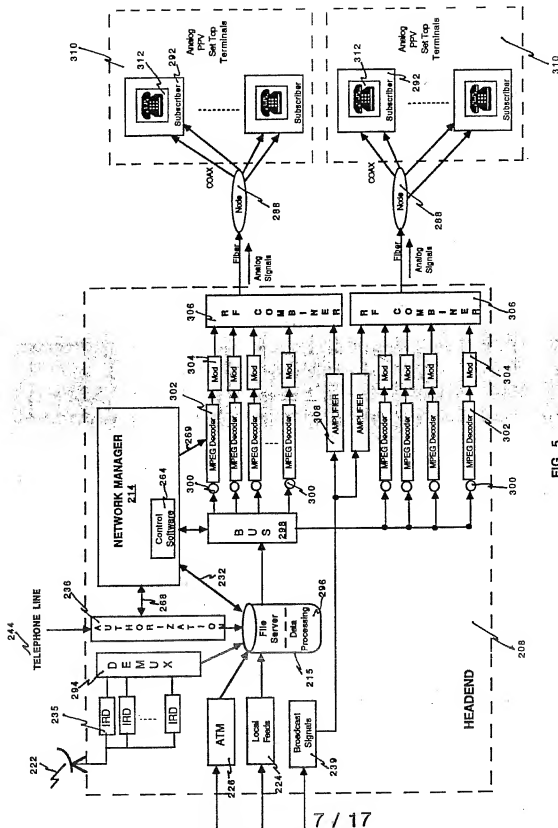 310
312
292
Analog
PPV
Set Top
Terminals
Subscriber
Subscriber
COAX
Node
288
Fiber
Analog
Signals
310
312
292
Analog
PPV
Set Top
Terminals
Subscriber
Subscriber
COAX
Node
288
Fiber
Analog
Signals
306
RF COMBINER
RF COMBINER
306
304
Mod
Mod
Mod
Mod
Mod
Mod
Mod
Mod
304
302
MPEG Decoder
MPEG Decoder
MPEG Decoder
MPEG Decoder
308
AMPLIFIER
AMPLIFIER
MPEG Decoder
MPEG Decoder
MPEG Decoder
MPEG Decoder
302
269
300
300
300
NETWORK MANAGER
214
264
Control
Software
BUS
298
TELEPHONE LINE
244
236
AUTHORIZATION
268
232
File
Server
Data
Processing
296
215
294
DEMUX
235
IRD
IRD
IRD
222
ATM
226
Local
Feeds
224
Broadcast
Signals
239
HEADEND
208
FIG. 5
7 / 17